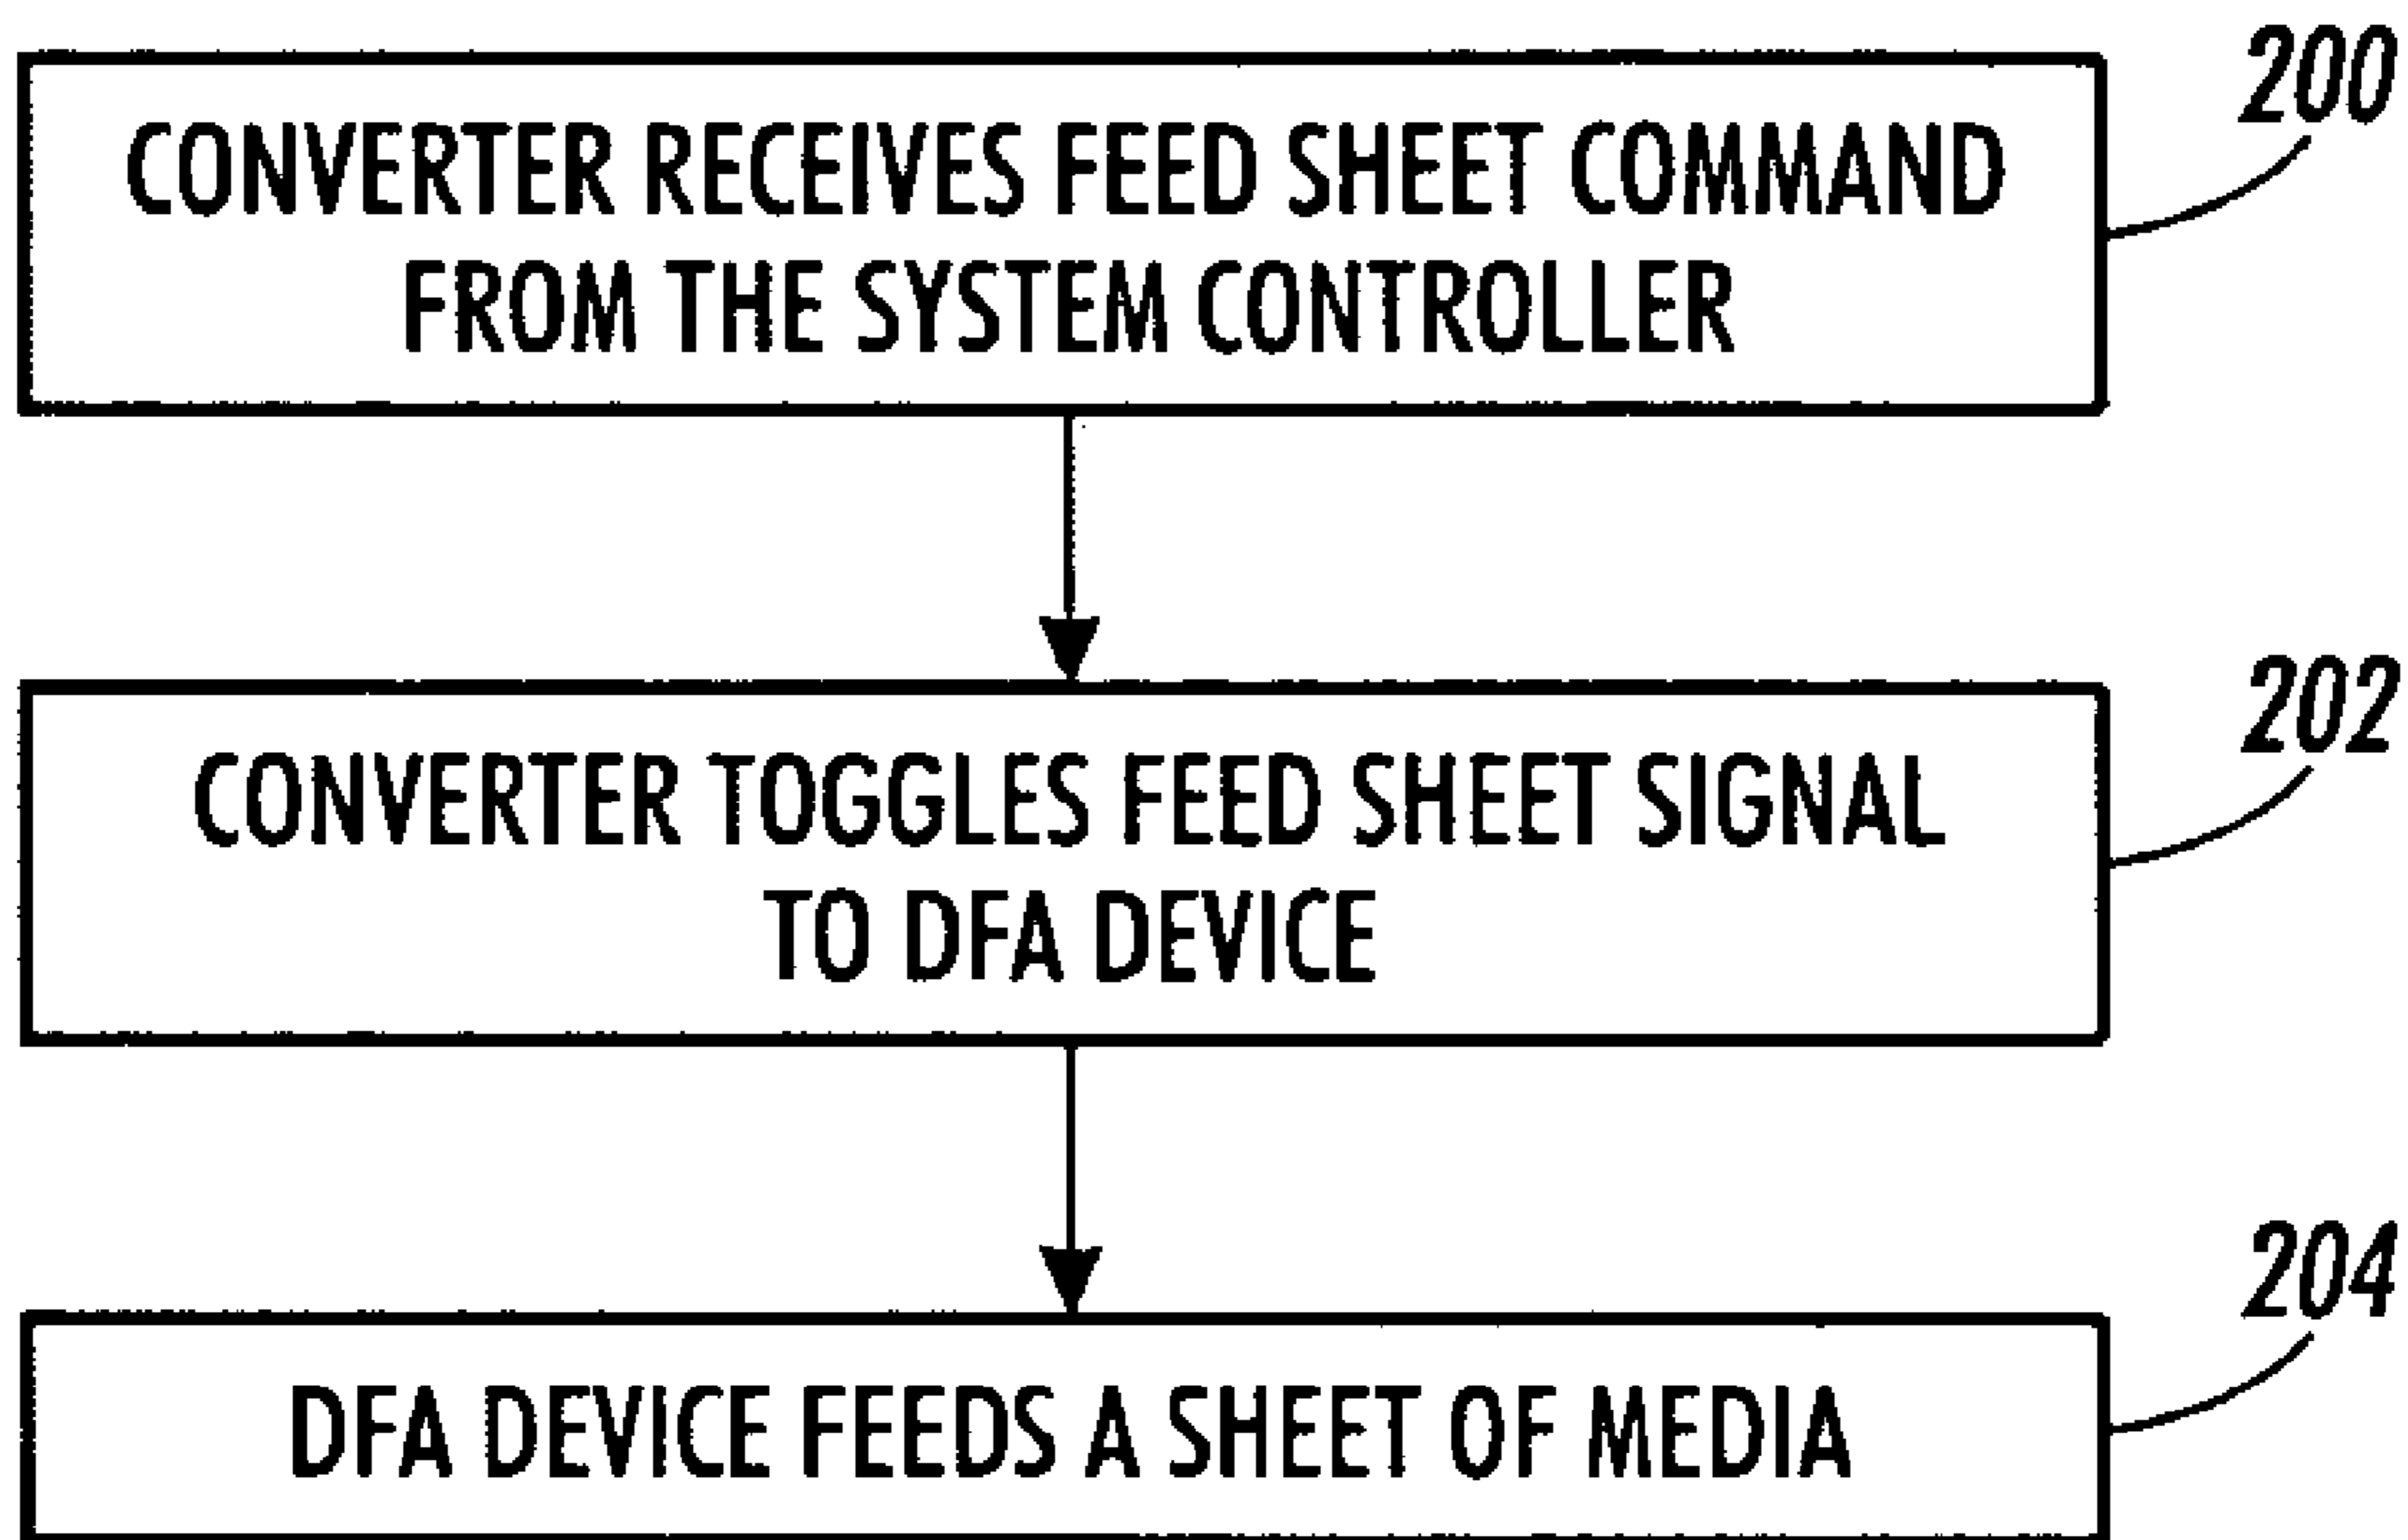 200
CONVERTER RECEIVES FEED SHEET COMMAND
FROM THE SYSTEM CONTROLLER
202
CONVERTER TOGGLES FEED SHEET SIGNAL
TO DFA DEVICE
204
DFA DEVICE FEEDS A SHEET OF MEDIA